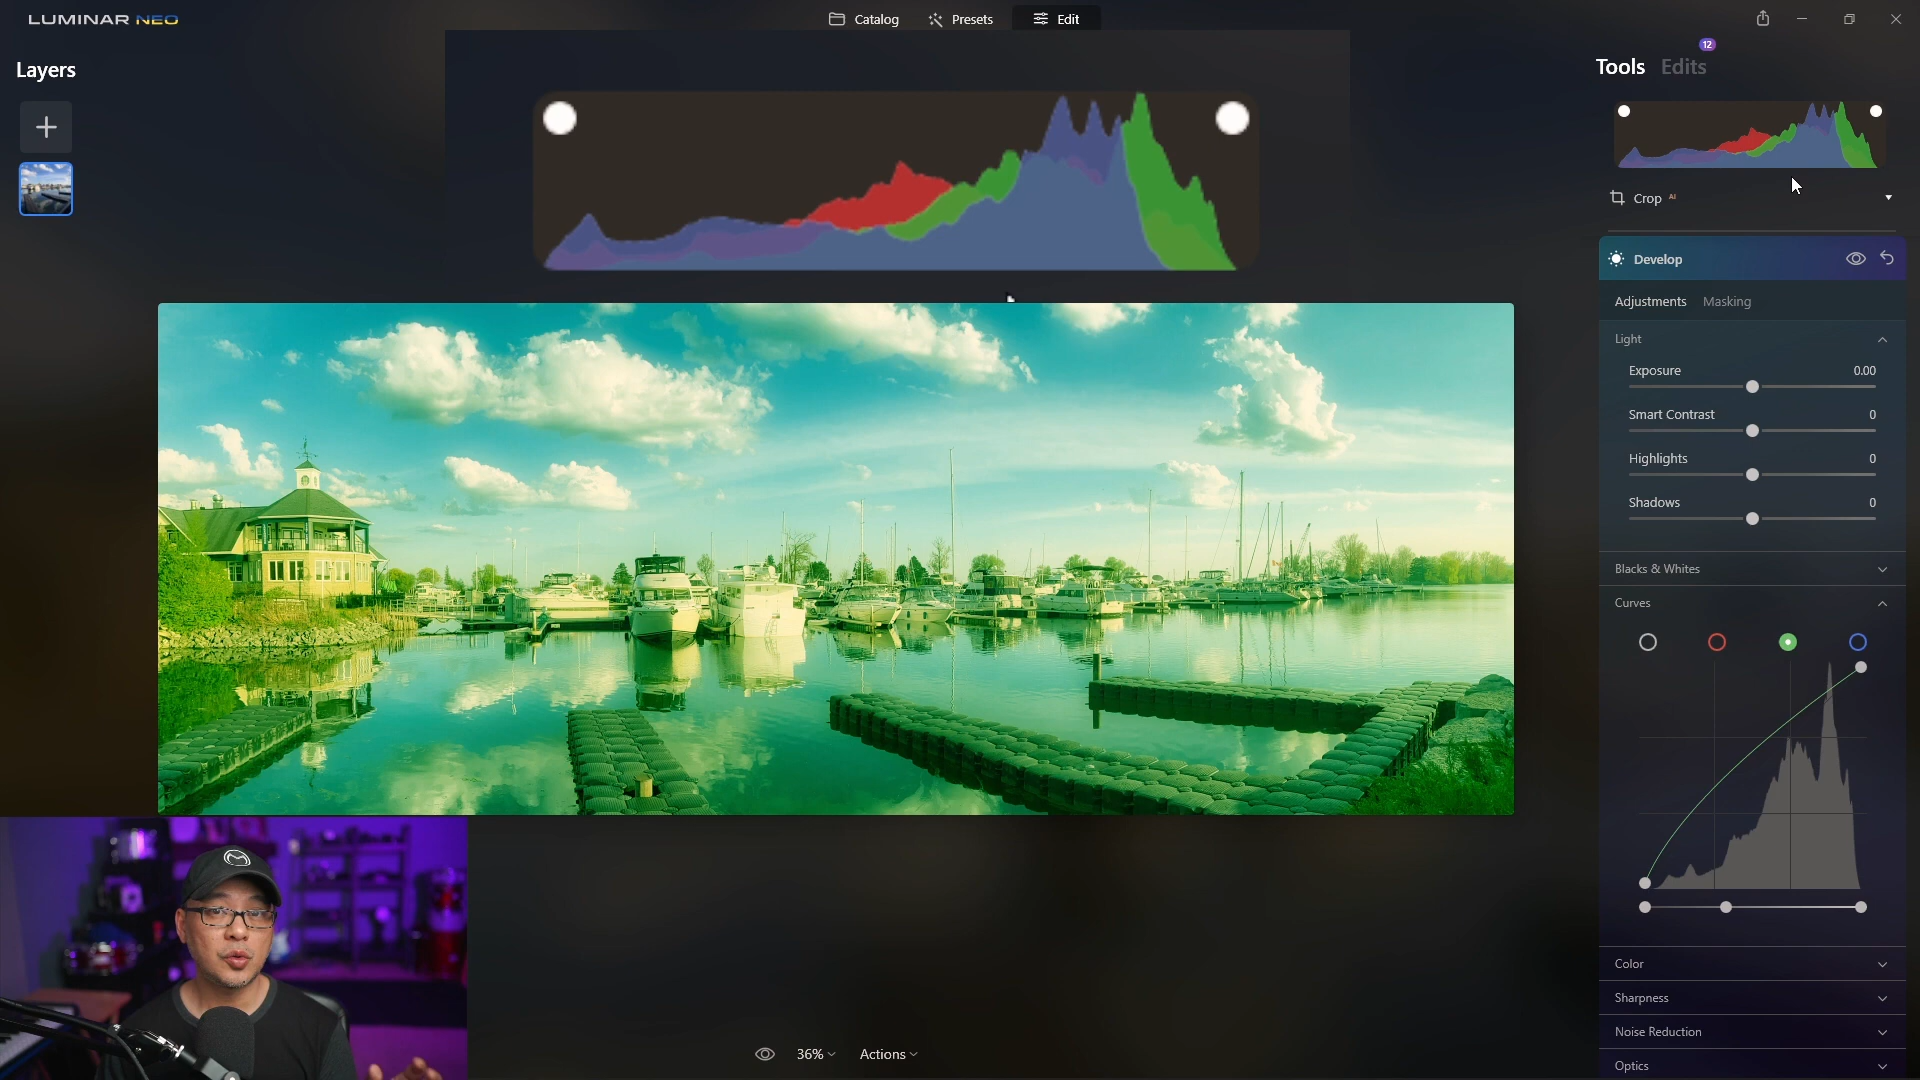 LUMINAR NEO
Catalog
Presets
Edit
Layers
12
Tools
Edits
Crop AI
Develop
Adjustments
Masking
Light
Exposure
0.00
Smart Contrast
0
Highlights
0
Shadows
0
Blacks & Whites
Curves
Color
Sharpness
Noise Reduction
Optics
36%
Actions